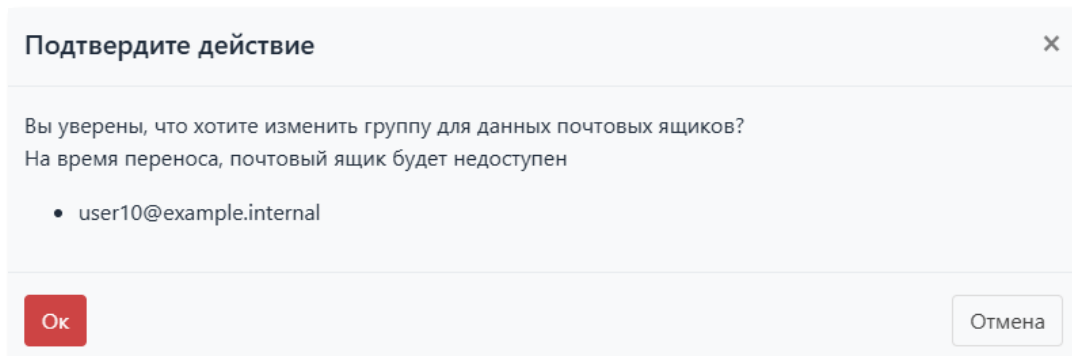 Подтвердите действие ×
Вы уверены, что хотите изменить группу для данных почтовых ящиков?
На время переноса, почтовый ящик будет недоступен
• user10@example.internal
Ок Отмена